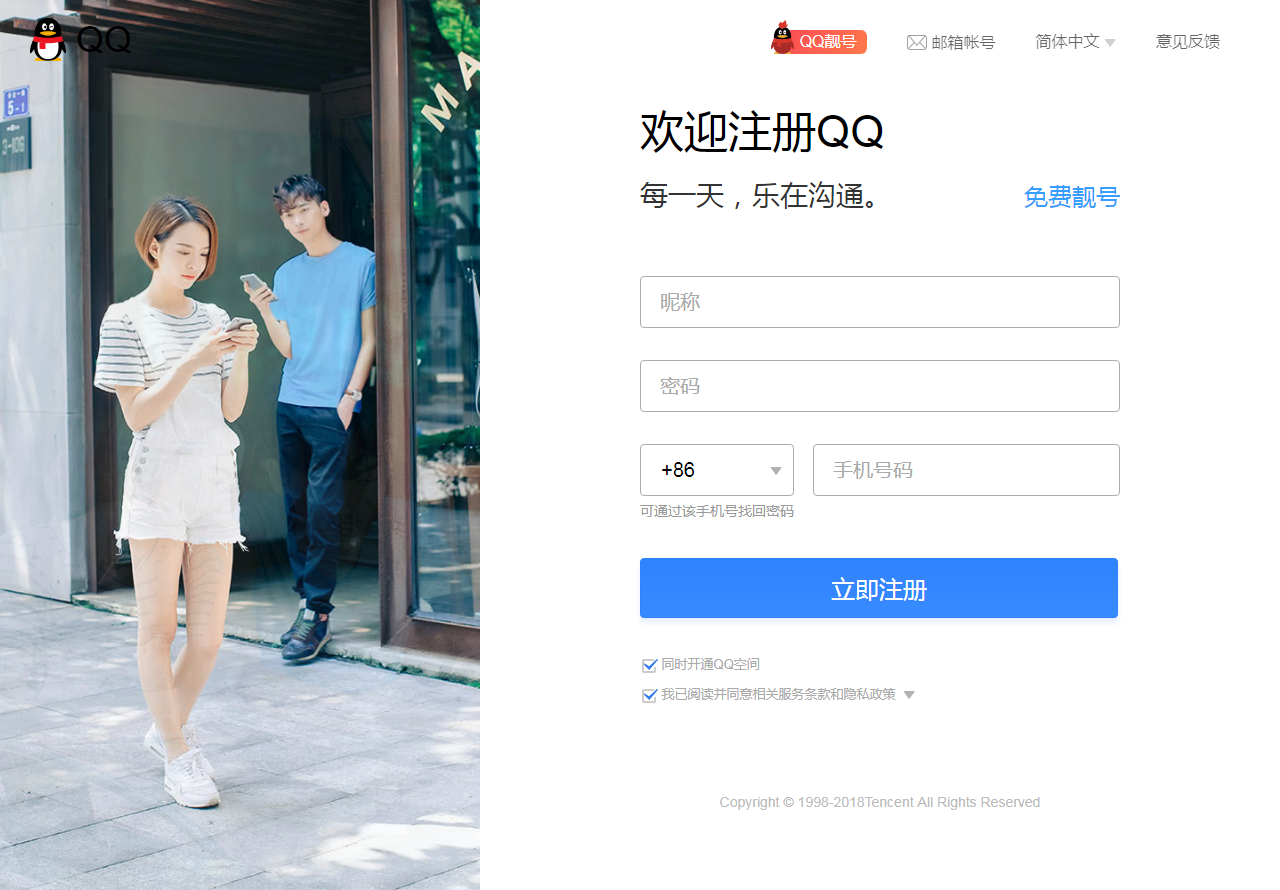 QQ
QQ靓号
邮箱帐号
简体中文
意见反馈
MA
5-1
3-106
欢迎注册QQ
每一天，乐在沟通。
免费靓号
昵称
密码
+86
手机号码
可通过该手机号找回密码
立即注册
同时开通QQ空间
我已阅读并同意相关服务条款和隐私政策
Copyright © 1998-2018Tencent All Rights Reserved